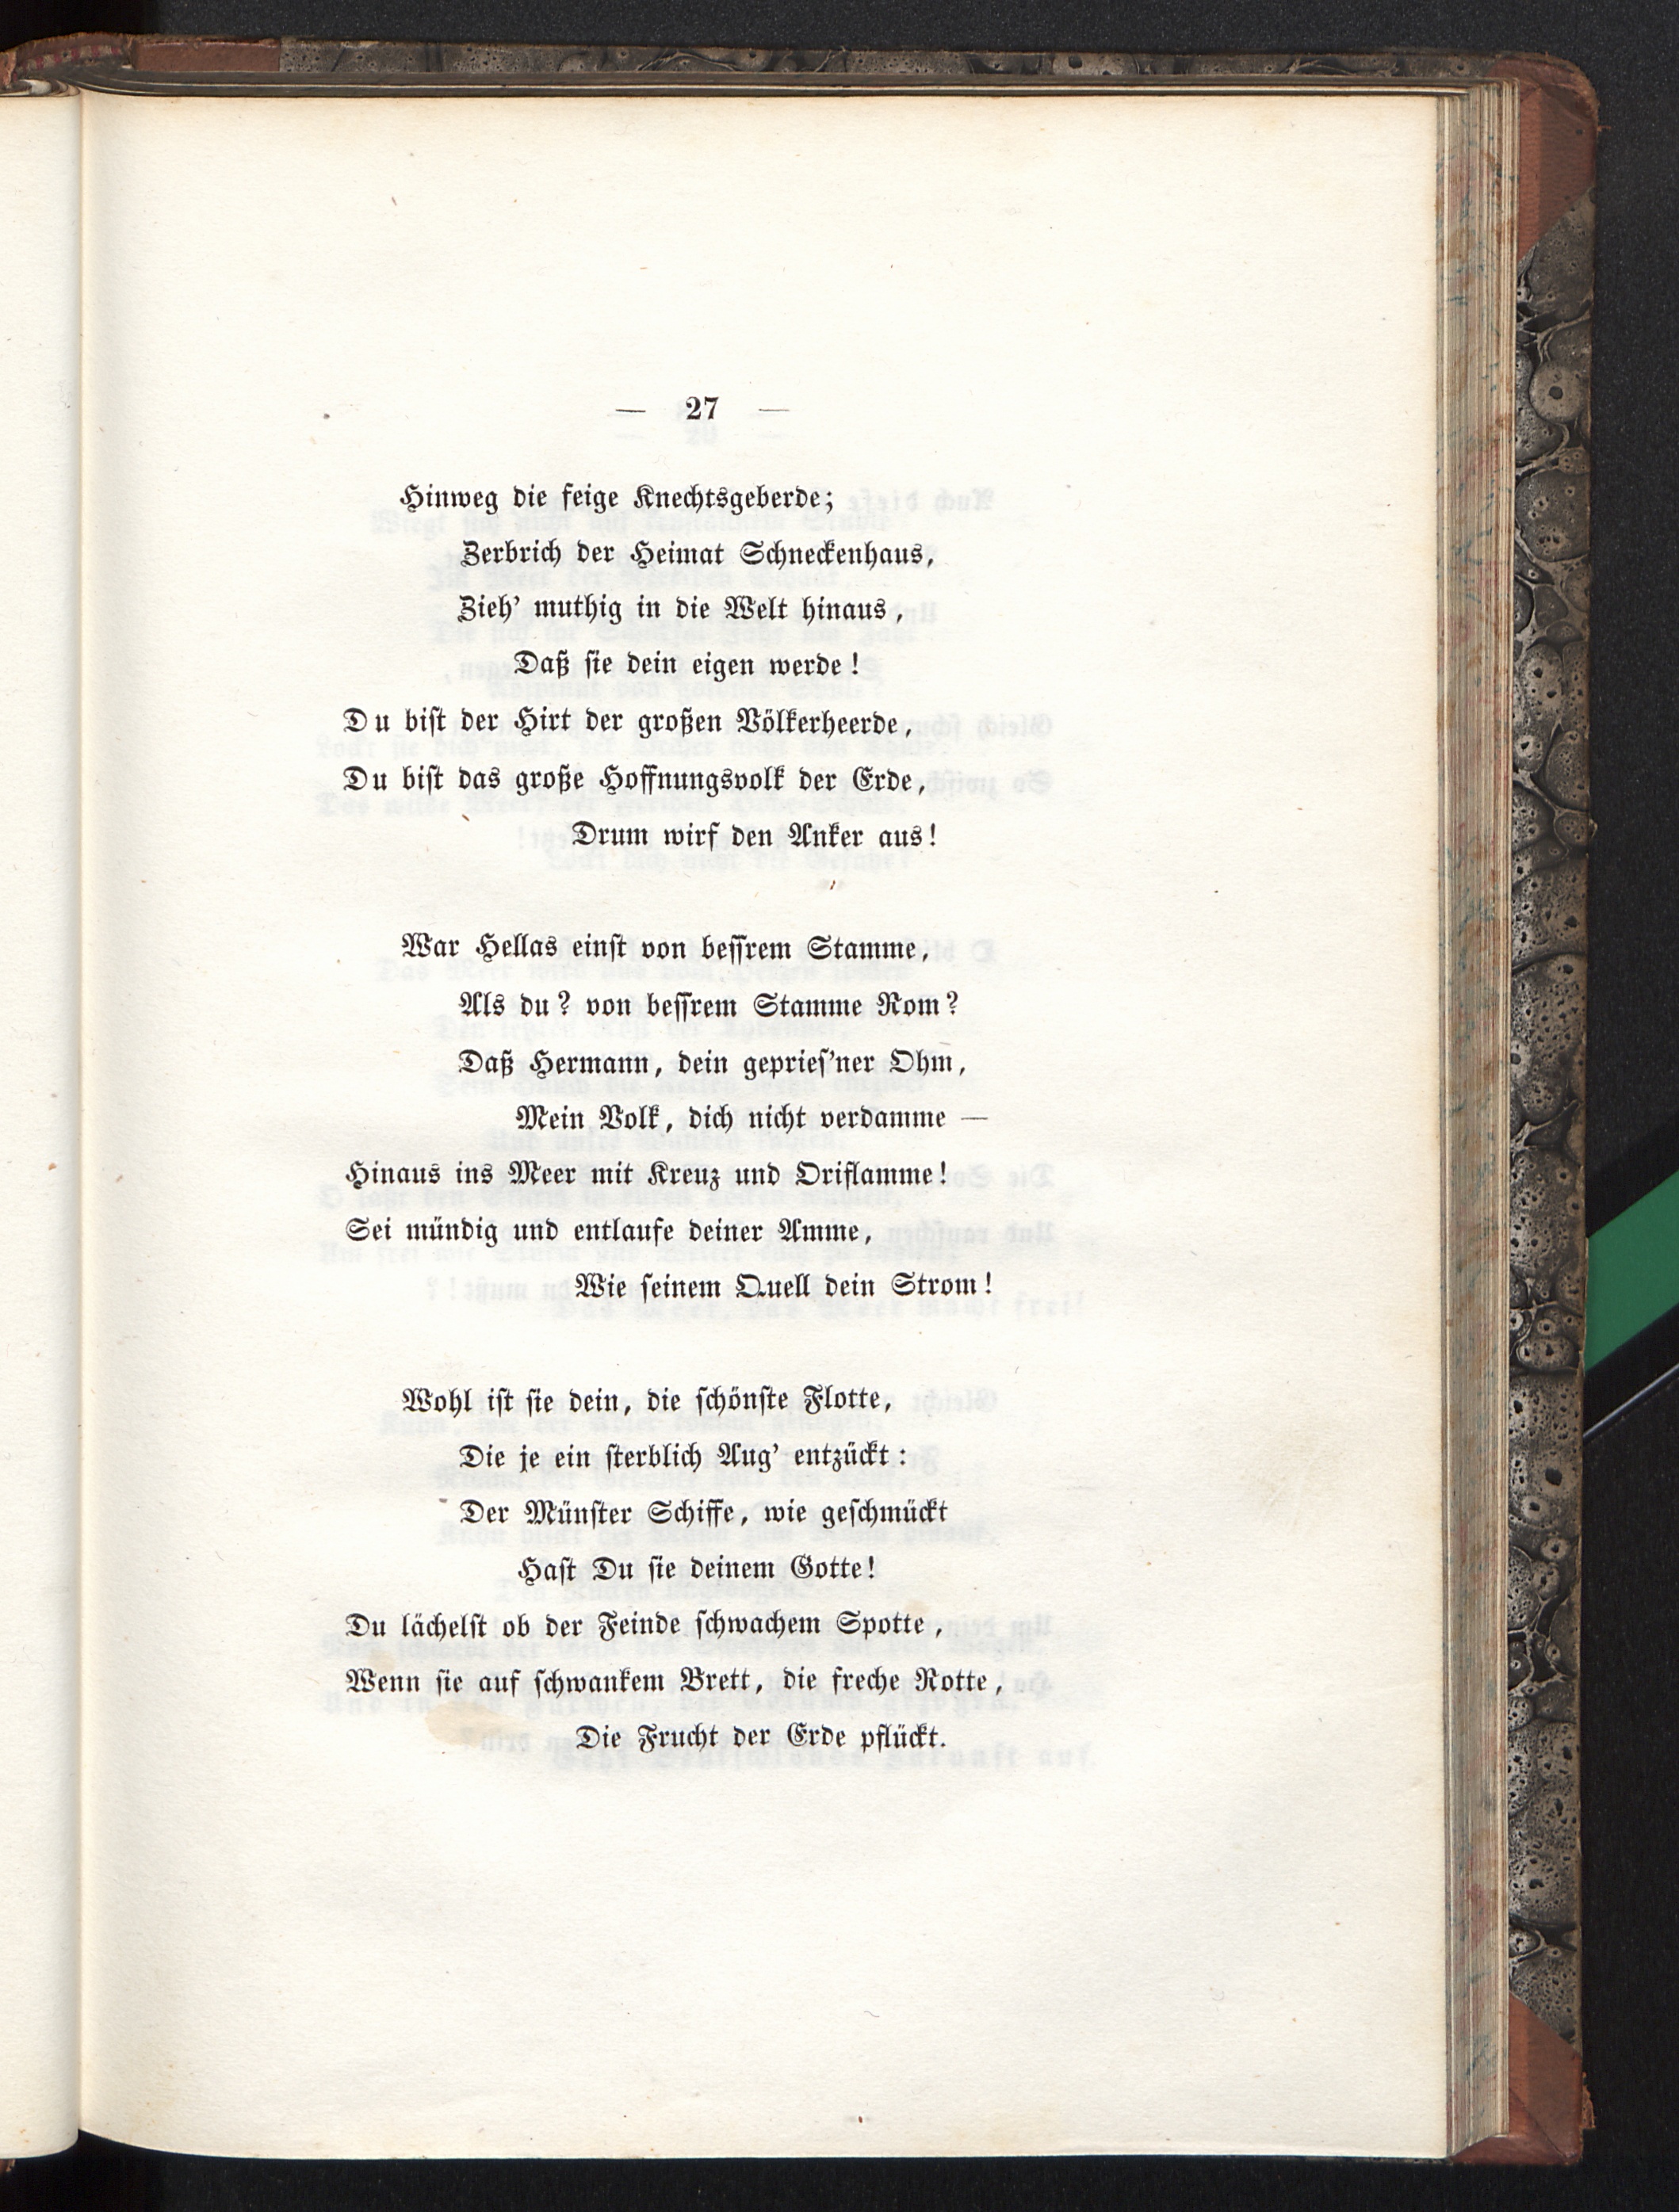 — 27 —
Hinweg die feige Knechtsgeberde;
Zerbrich der Heimat Schneckenhaus,
Zieh’ muthig in die Welt hinaus,
Daß ſie dein eigen werde!
Du biſt der Hirt der großen Völkerheerde,
Du biſt das große Hoffnungsvolk der Erde,
Drum wirf den Anker aus!
War Hellas einſt von beſſrem Stamme,
Als du? von beſſrem Stamme Rom?
Daß Hermann, dein geprieſ’ner Ohm,
Mein Volk, dich nicht verdamme —
Hinaus ins Meer mit Kreuz und Oriflamme!
Sei mündig und entlaufe deiner Amme,
Wie ſeinem Quell dein Strom!
Wohl iſt ſie dein, die ſchönſte Flotte,
Die je ein ſterblich Aug’ entzückt:
Der Münſter Schiffe, wie geſchmückt
Haſt Du ſie deinem Gotte!
Du lächelſt ob der Feinde ſchwachem Spotte,
Wenn ſie auf ſchwankem Brett, die freche Rotte,
Die Frucht der Erde pflückt.